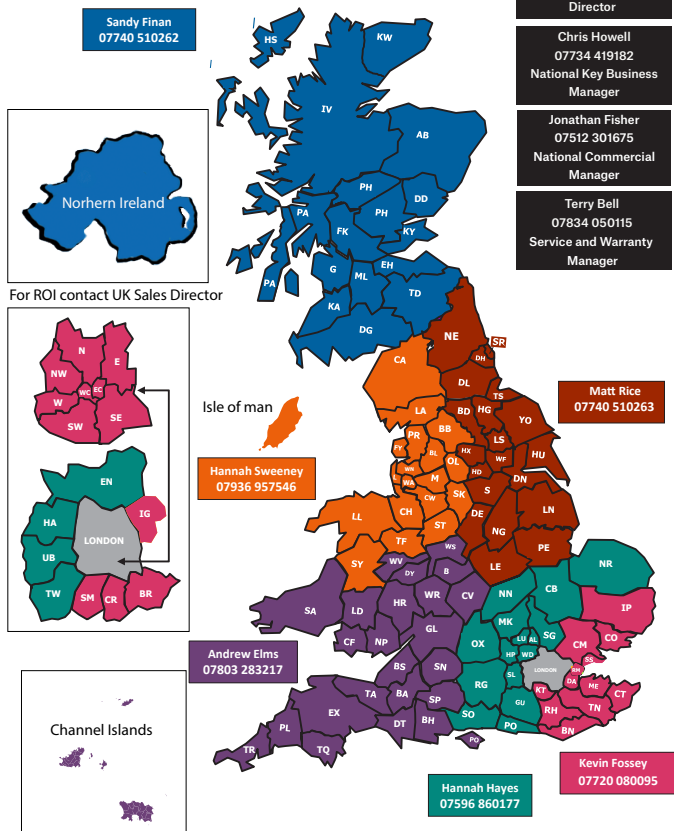 Director
Sandy Finan
07740 510262
Chris Howell
07734 419182
National Key Business
Manager
Jonathan Fisher
07512 301675
National Commercial
Manager
Terry Bell
07834 050115
Service and Warranty
Manager
HS
KW
IV
AB
PH
DD
PA
PH
FK
KY
G
ML
EH
PA
KA
TD
DG
Norhern Ireland
For ROI contact UK Sales Director
N
E
NW
WC
EC
W
SW
SE
EN
IG
HA
LONDON
UB
TW
SM
CR
BR
Isle of man
Matt Rice
07740 510263
Hannah Sweeney
07936 957546
NE
SR
CA
DH
DL
TS
LA
BD
HG
YO
PR
BB
FY
BL
LS
HU
OL
HX
WF
WN
HD
L
WA
M
DN
CW
SK
S
LN
LL
CH
ST
DE
NG
TF
PE
LE
SY
WS
WV
DY
B
NR
SA
LD
HR
WR
CV
NN
CB
IP
MK
GL
CF
NP
OX
LU
AL
SG
CM
CO
HP
WD
SS
Andrew Elms
07803 283217
BS
SN
SL
LONDON
RM
DA
ME
CT
TA
BA
RG
KT
EX
SP
GU
RH
TN
PL
DT
BH
SO
PO
BN
TR
TQ
PO
Channel Islands
Kevin Fossey
07720 080095
Hannah Hayes
07596 860177